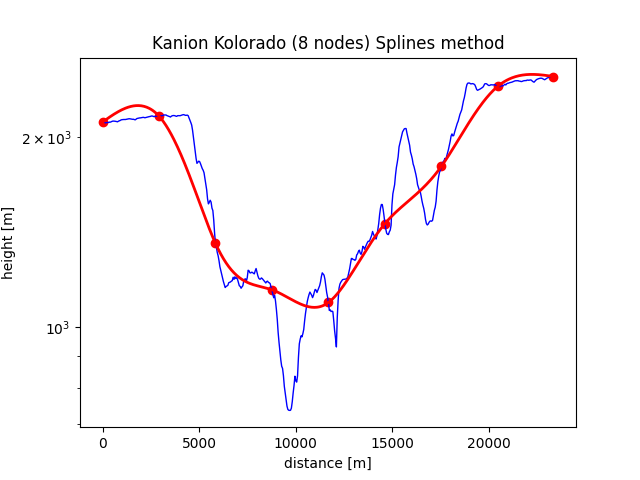 Kanion Kolorado (8 nodes) Splines method
height [m]
2 × 10³
10³
0 5000 10000 15000 20000
distance [m]